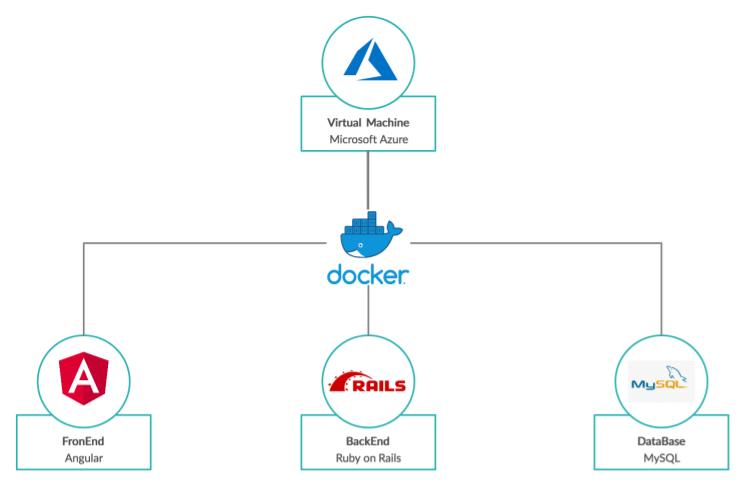 Virtual Machine
Microsoft Azure
docker
RAILS
MySQL
FronEnd
Angular
BackEnd
Ruby on Rails
DataBase
MySQL